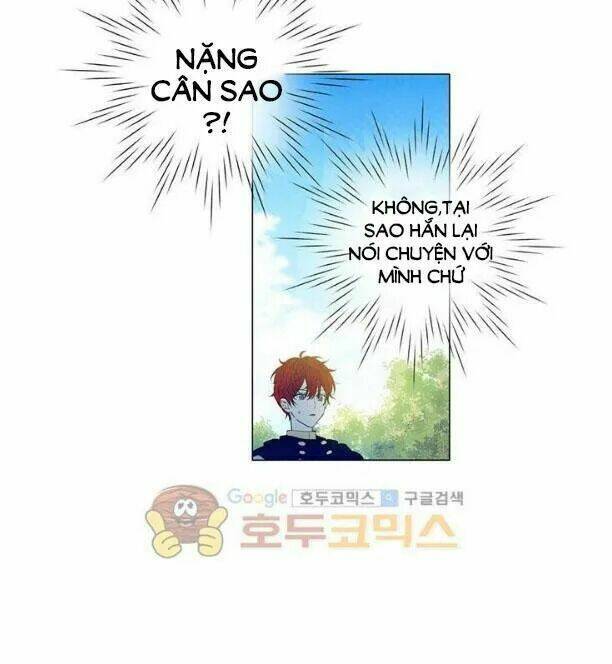 NẶNG
CÂN SAO
?!
KHÔNG,TẠI
SAO HẮN LẠI
NÓI CHUYỆN VỚI
MÌNH CHỨ
Google 호두코믹스 구글검색
호두코믹스